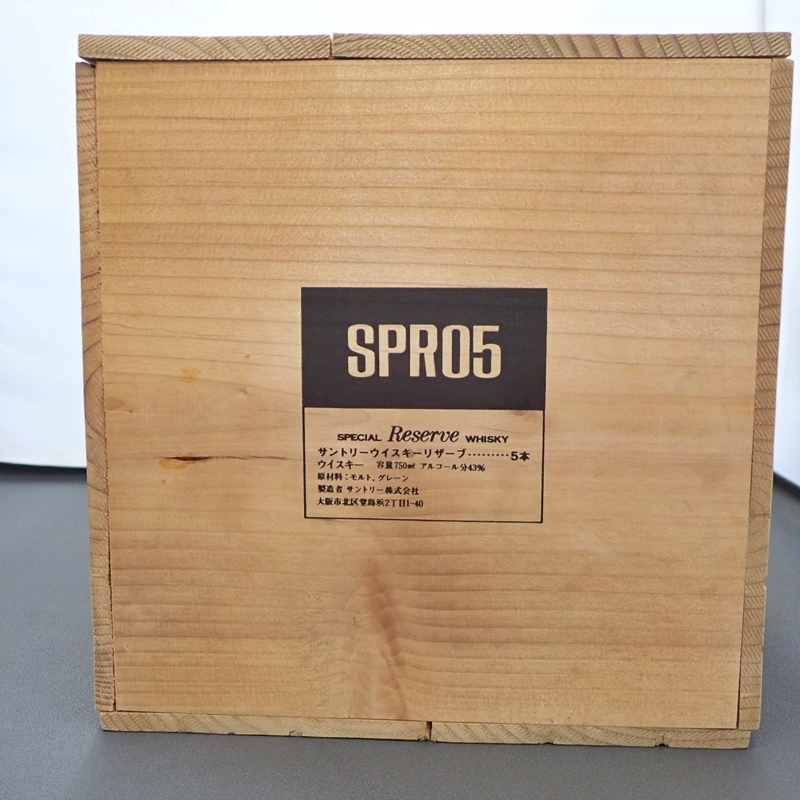 SPR05
SPECIAL Reserve WHISKY
サントリーウイスキーリザーブ………5本
ウイスキー 容量750㎖ アルコール分43%
原材料：モルト、グレーン
製造者 サントリー株式会社
大阪市北区堂島浜2丁目1-40